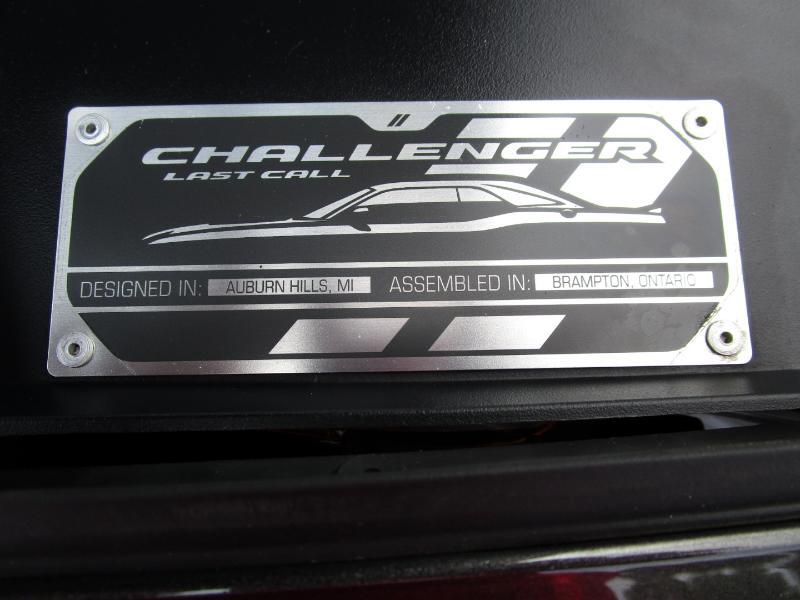 CHALLENGER
LAST CALL
DESIGNED IN: AUBURN HILLS, MI ASSEMBLED IN: BRAMPTON, ONTARIO